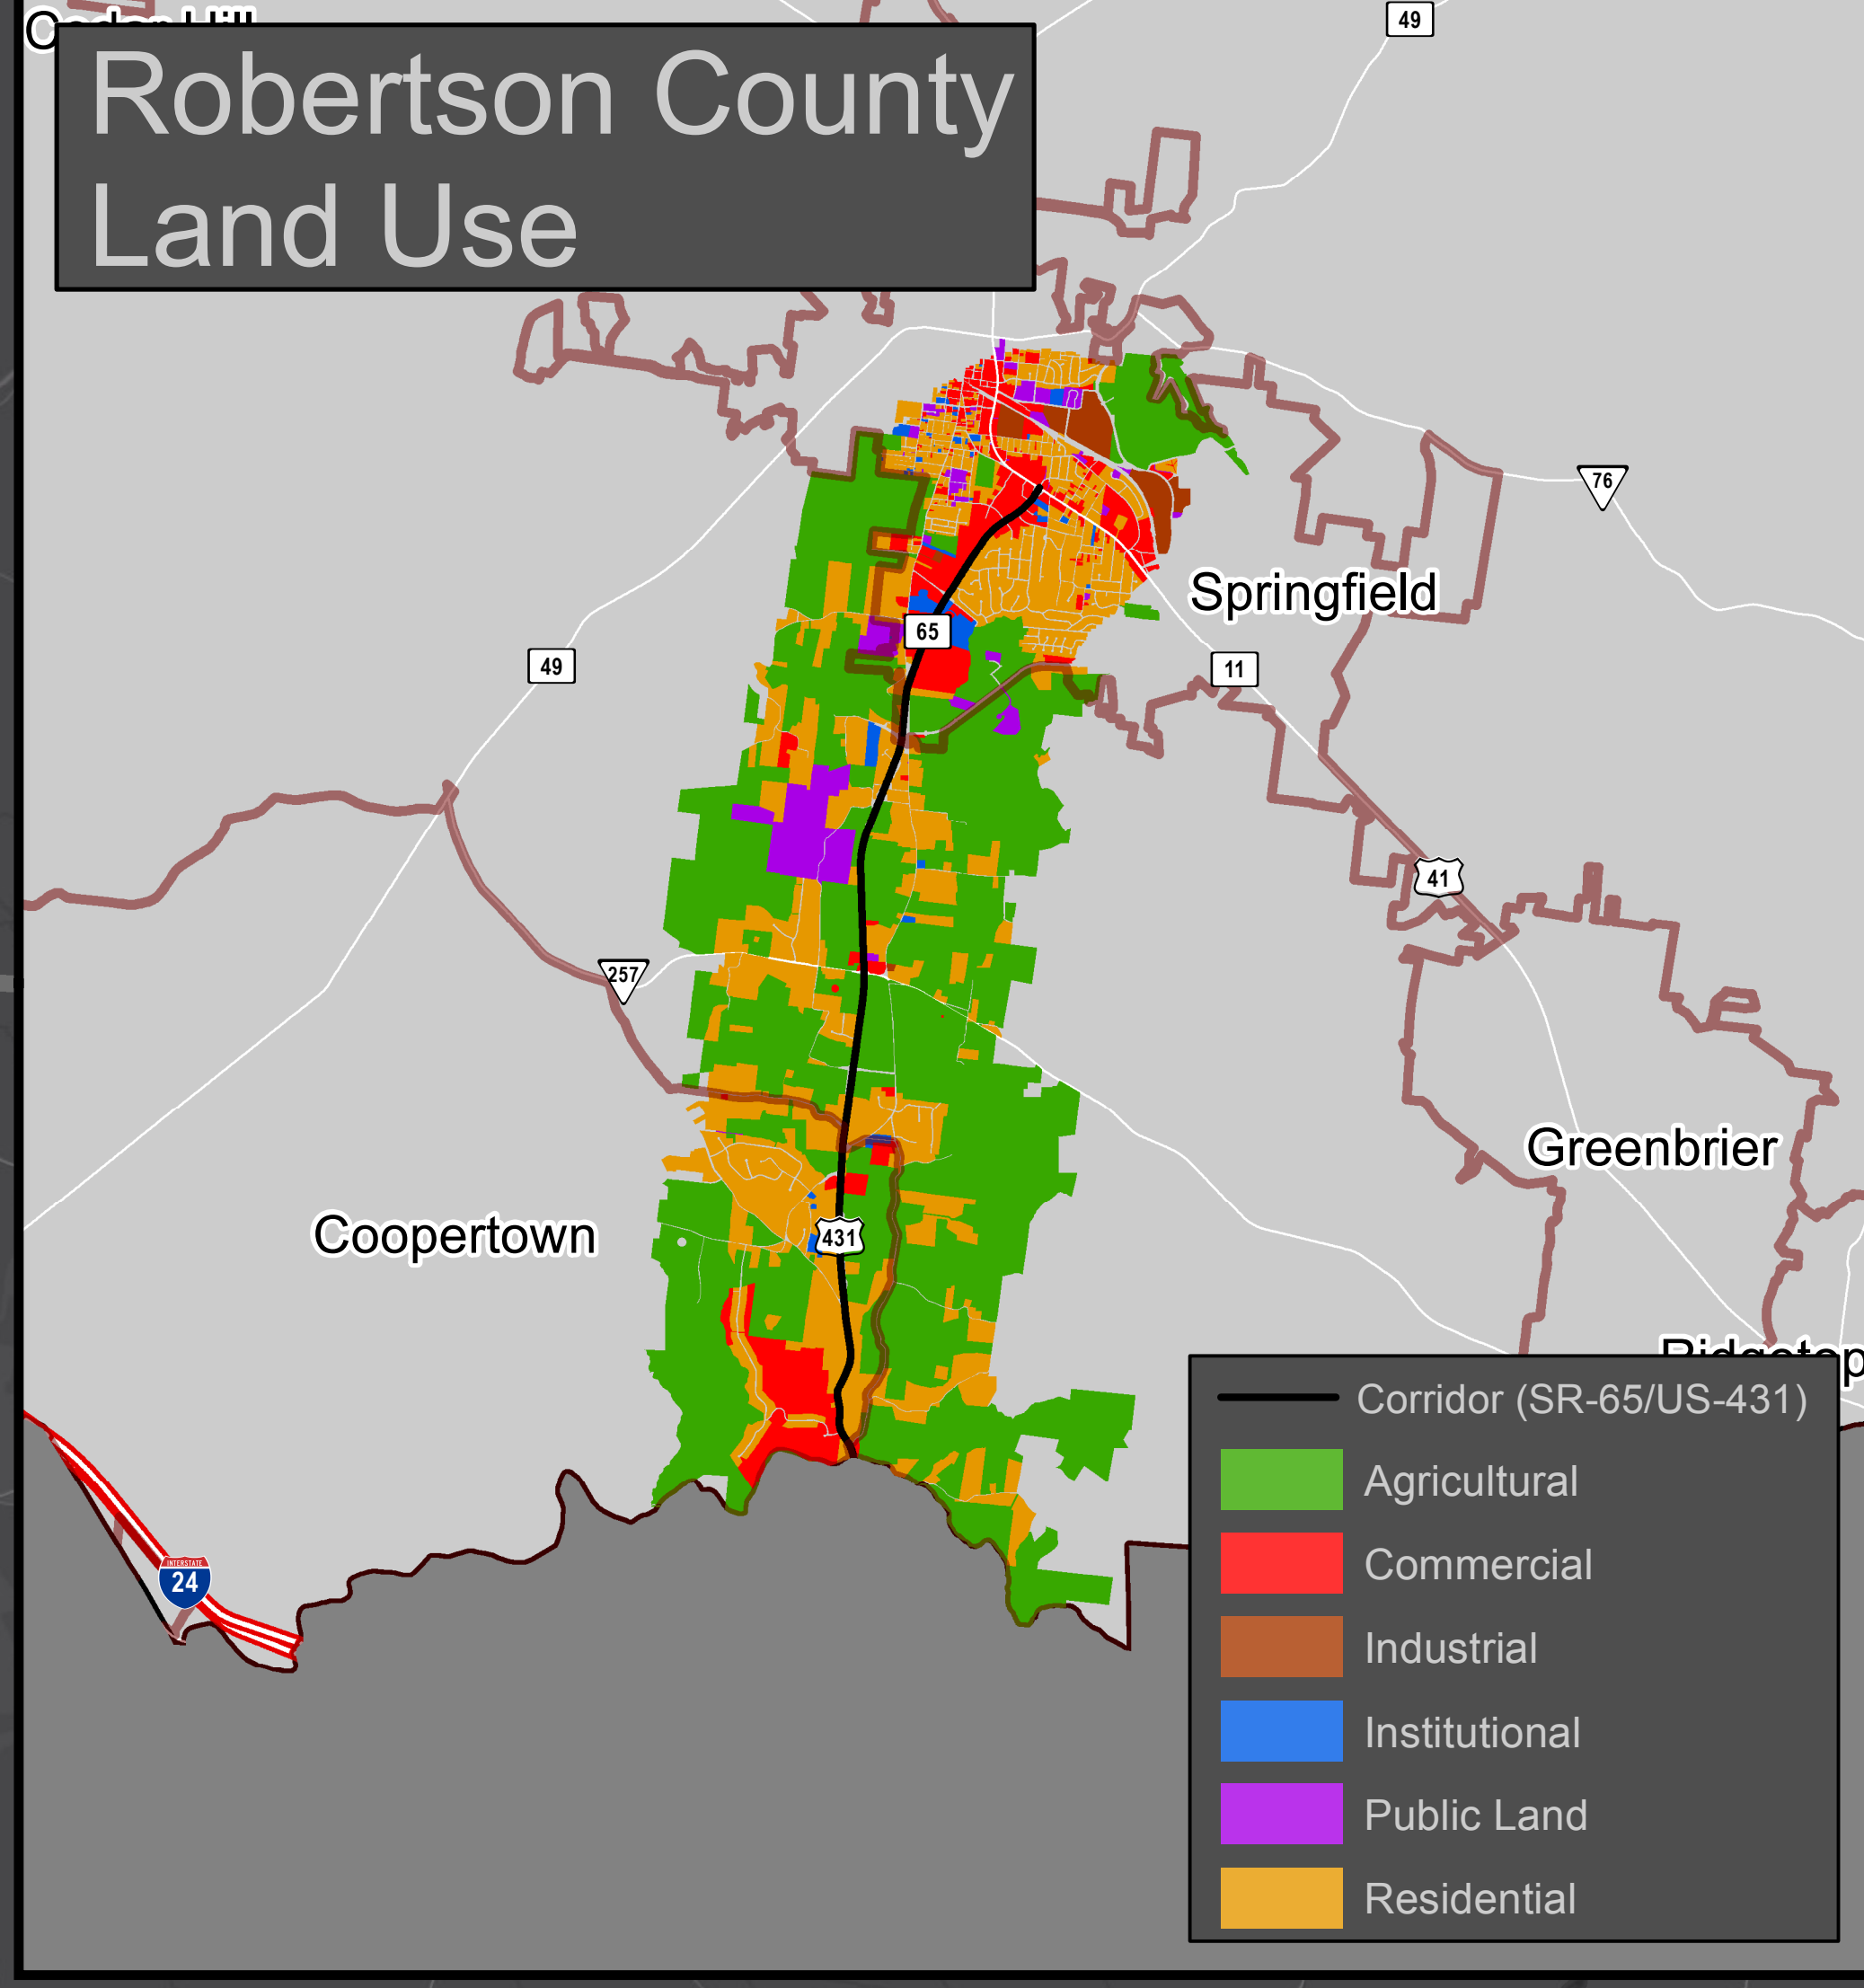 Robertson County
Land Use
49
76
Springfield
65
49
11
41
257
Greenbrier
Coopertown
431
Corridor (SR-65/US-431)
Agricultural
Commercial
INTERSTATE
24
Industrial
Institutional
Public Land
Residential